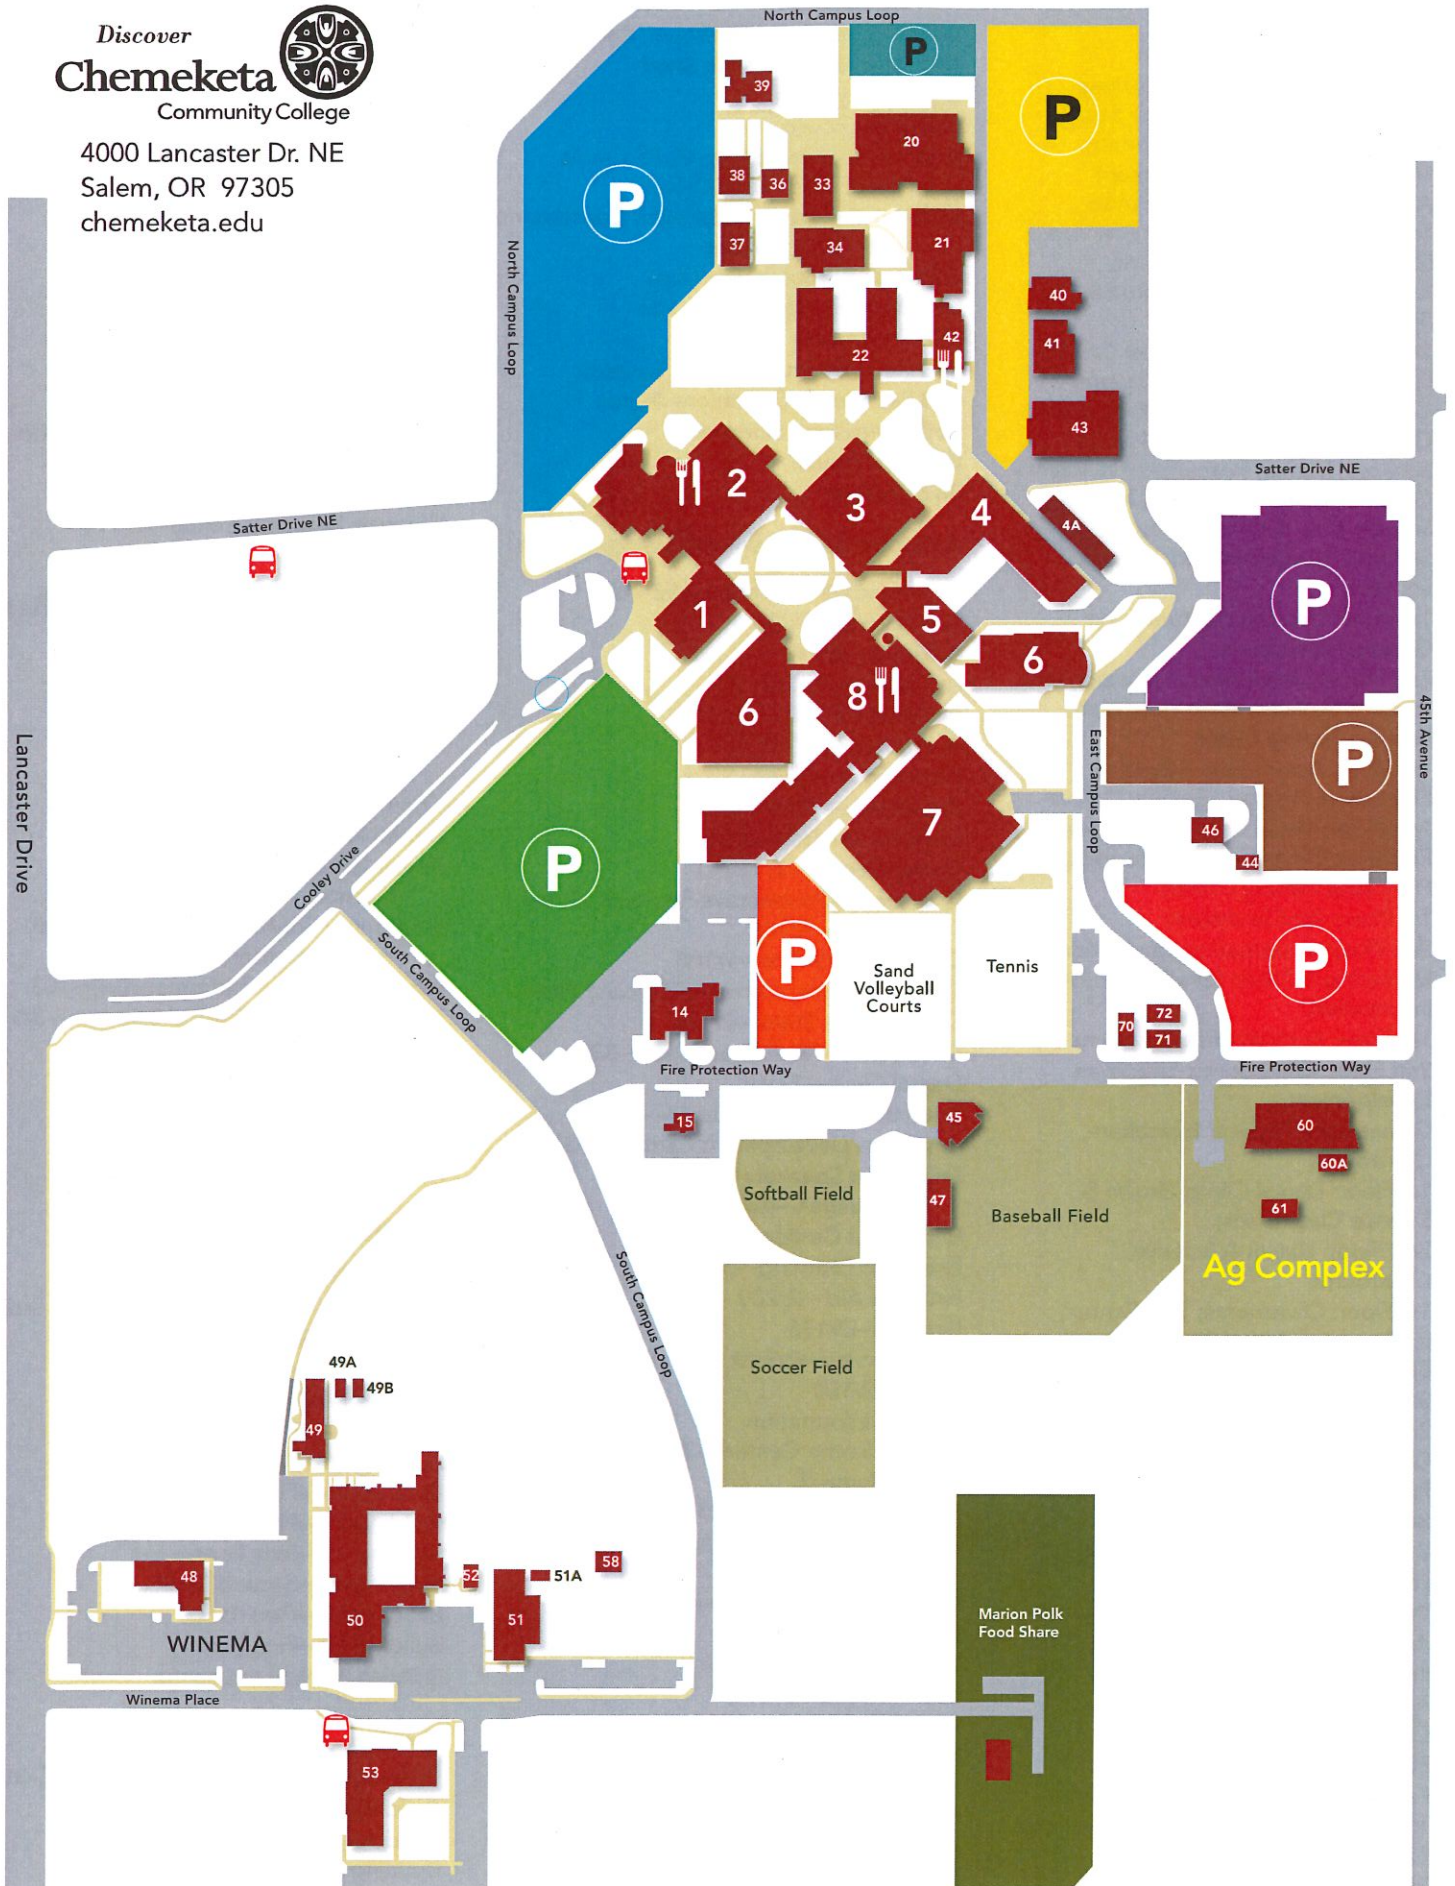 Discover
Chemeketa
Community College
4000 Lancaster Dr. NE
Salem, OR 97305
chemeketa.edu
North Campus Loop
P
P
P
39
20
38
36
33
37
34
21
North Campus Loop
40
42
41
22
43
Satter Drive NE
2
3
4
4A
Satter Drive NE
P
1
5
6
6
8
45th Avenue
East Campus Loop
P
Lancaster Drive
7
46
44
P
Cooley Drive
South Campus Loop
P
Sand
Volleyball
Courts
Tennis
P
14
70
72
71
Fire Protection Way
Fire Protection Way
15
45
60
60A
Softball Field
47
Baseball Field
61
Ag Complex
South Campus Loop
Soccer Field
49A
49B
49
48
52
51A
58
50
51
WINEMA
Marion Polk
Food Share
Winema Place
53